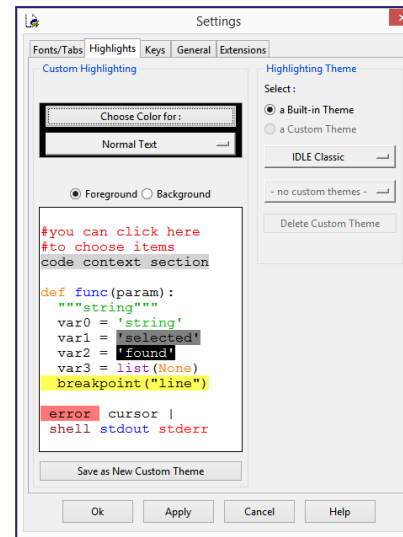 Settings
Fonts/Tabs Highlights Keys General Extensions
Custom Highlighting
Choose Color for :
Normal Text
Foreground Background
#you can click here
#to choose items
code context section
def func(param):
"""string"""
var0 = 'string'
var1 = 'selected'
var2 = 'found'
var3 = list(None)
breakpoint("line")
error cursor |
shell stdout stderr
Save as New Custom Theme
Highlighting Theme
Select :
a Built-in Theme
a Custom Theme
IDLE Classic
- no custom themes -
Delete Custom Theme
Ok Apply Cancel Help